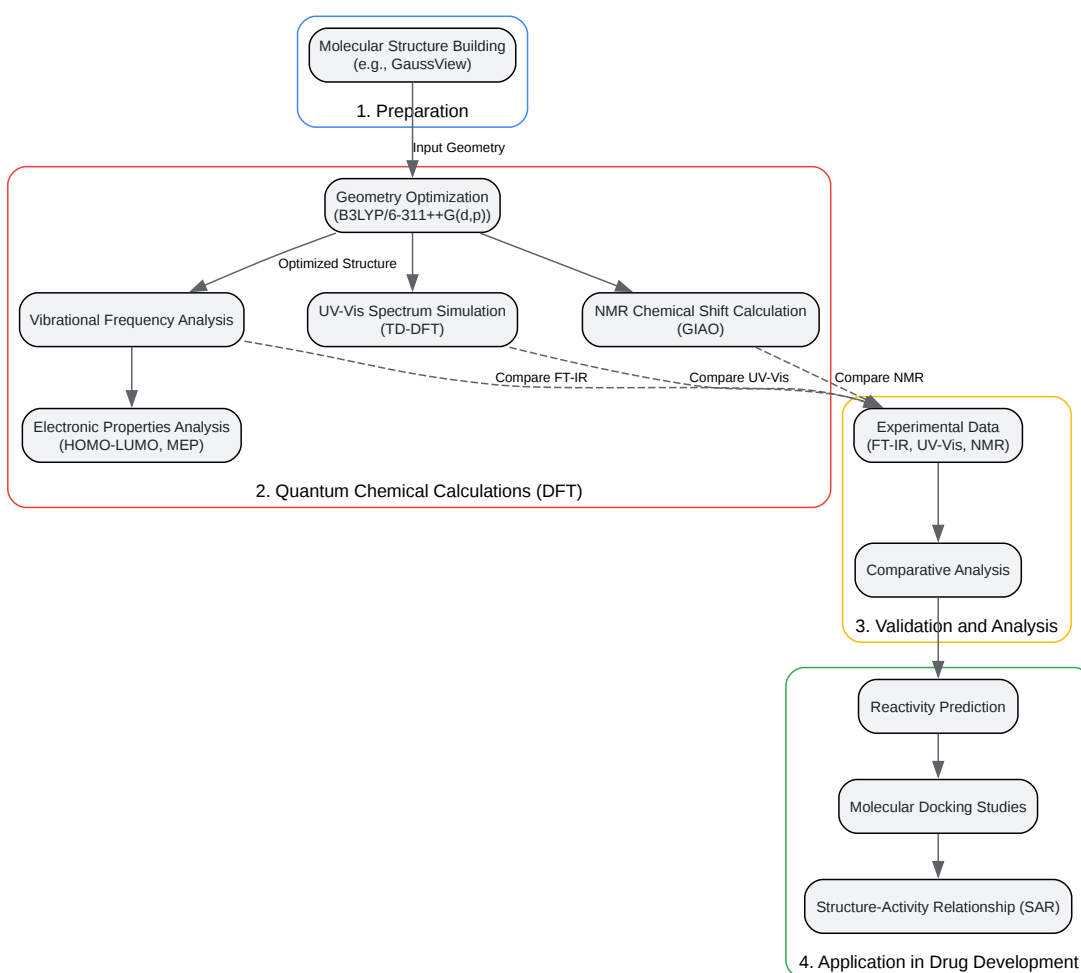 Molecular Structure Building
(e.g., GaussView)
1. Preparation
Input Geometry
Geometry Optimization
(B3LYP/6-311++G(d,p))
Optimized Structure
Vibrational Frequency Analysis
UV-Vis Spectrum Simulation
(TD-DFT)
NMR Chemical Shift Calculation
(GIAO)
Compare FT-IR
Compare UV-Vis
Compare NMR
Electronic Properties Analysis
(HOMO-LUMO, MEP)
Experimental Data
(FT-IR, UV-Vis, NMR)
2. Quantum Chemical Calculations (DFT)
Comparative Analysis
3. Validation and Analysis
Reactivity Prediction
Molecular Docking Studies
Structure-Activity Relationship (SAR)
4. Application in Drug Development